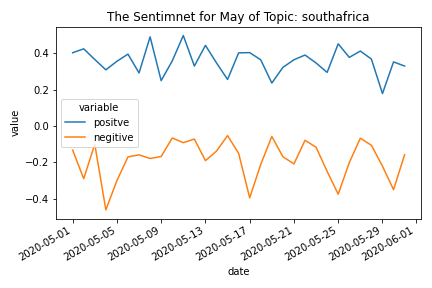 The Sentimnet for May of Topic: southafrica
value
0.4
0.2
0.0
−0.2
−0.4
variable
positve
negitive
2020-05-01
2020-05-05
2020-05-09
2020-05-13
2020-05-17
2020-05-21
2020-05-25
2020-05-29
2020-06-01
date